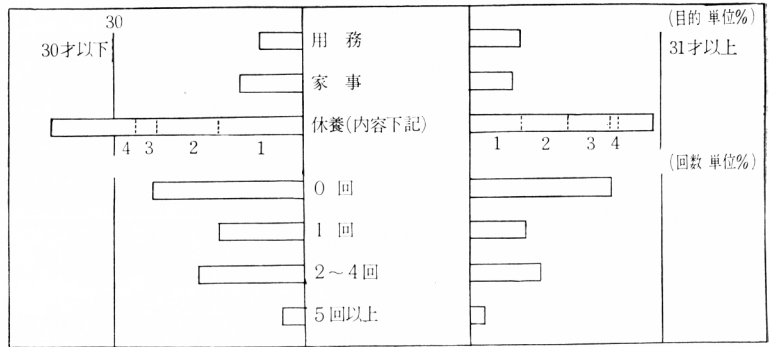 30
(目的 単位%)
30才以下
用務
31才以上
家事
休養(内容下記)
4 3 2 1
1 2 3 4
(回数 単位%)
0回
1回
2～4回
5回以上